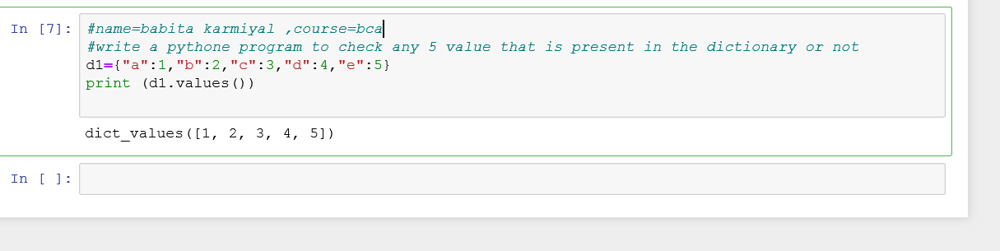 In [7]: #name=babita karmiyal ,course=bca
#write a pythone program to check any 5 value that is present in the dictionary or not
d1={"a":1,"b":2,"c":3,"d":4,"e":5}
print (d1.values())
dict_values([1, 2, 3, 4, 5])
In [ ]: